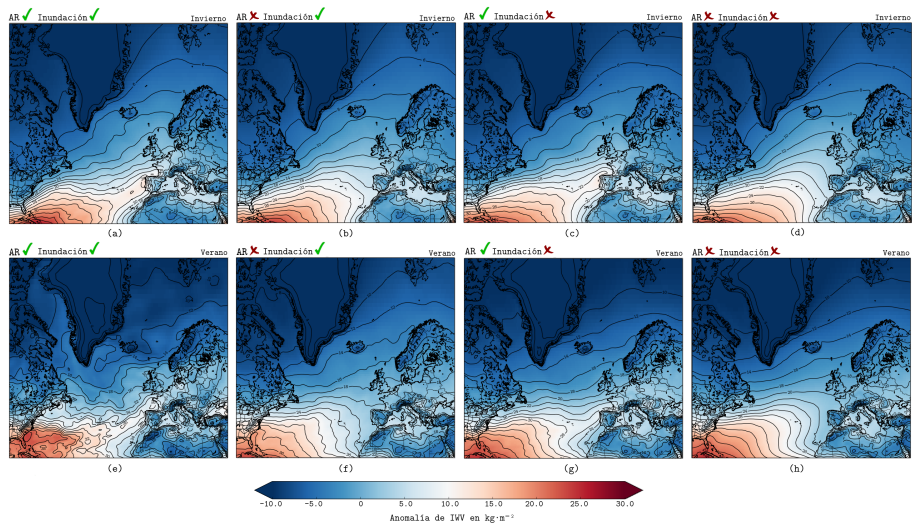 AR ✓ Inundación ✓ Invierno
AR ✗ Inundación ✓ Invierno
AR ✓ Inundación ✗ Invierno
AR ✗ Inundación ✗ Invierno
(a)
(b)
(c)
(d)
AR ✓ Inundación ✓ Verano
AR ✗ Inundación ✓ Verano
AR ✓ Inundación ✗ Verano
AR ✗ Inundación ✗ Verano
(e)
(f)
(g)
(h)
-10.0 -5.0 0 5.0 10.0 15.0 20.0 25.0 30.0
Anomalia de IWV en kg·m⁻²